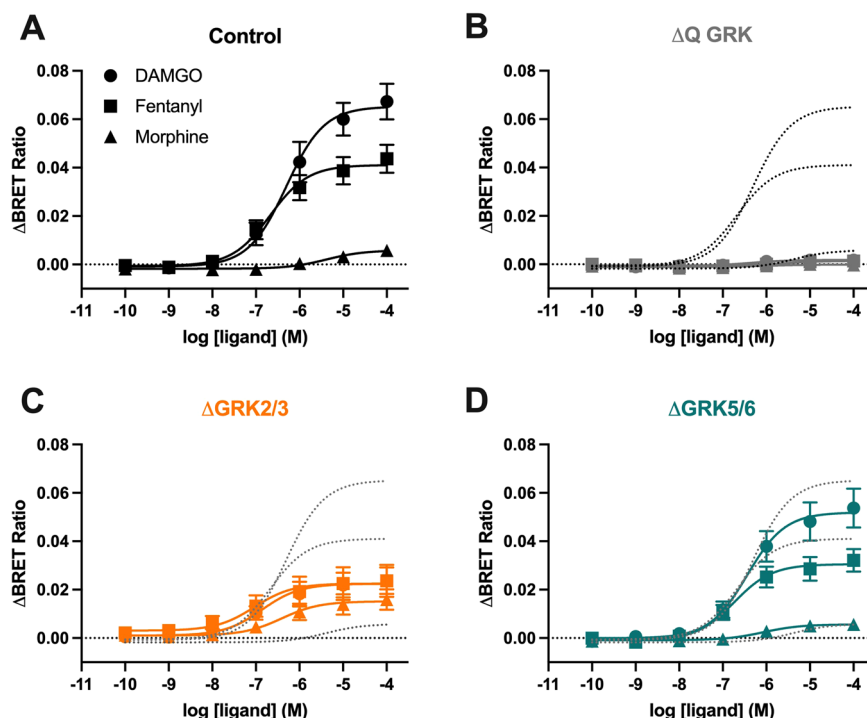 A
Control
DAMGO
Fentanyl
Morphine
ΔBRET Ratio
0.08
0.06
0.04
0.02
0.00
-11 -10 -9 -8 -7 -6 -5 -4
log [ligand] (M)
B
ΔQ GRK
ΔBRET Ratio
0.08
0.06
0.04
0.02
0.00
-11 -10 -9 -8 -7 -6 -5 -4
log [ligand] (M)
C
ΔGRK2/3
ΔBRET Ratio
0.08
0.06
0.04
0.02
0.00
-11 -10 -9 -8 -7 -6 -5 -4
log [ligand] (M)
D
ΔGRK5/6
ΔBRET Ratio
0.08
0.06
0.04
0.02
0.00
-11 -10 -9 -8 -7 -6 -5 -4
log [ligand] (M)